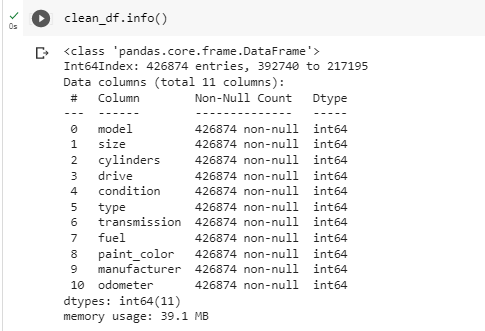 clean_df.info()
0s
<class 'pandas.core.frame.DataFrame'>
Int64Index: 426874 entries, 392740 to 217195
Data columns (total 11 columns):
 #   Column        Non-Null Count   Dtype
---  ------        --------------   -----
 0   model         426874 non-null  int64
 1   size          426874 non-null  int64
 2   cylinders     426874 non-null  int64
 3   drive         426874 non-null  int64
 4   condition     426874 non-null  int64
 5   type          426874 non-null  int64
 6   transmission  426874 non-null  int64
 7   fuel          426874 non-null  int64
 8   paint_color   426874 non-null  int64
 9   manufacturer  426874 non-null  int64
 10  odometer      426874 non-null  int64
dtypes: int64(11)
memory usage: 39.1 MB